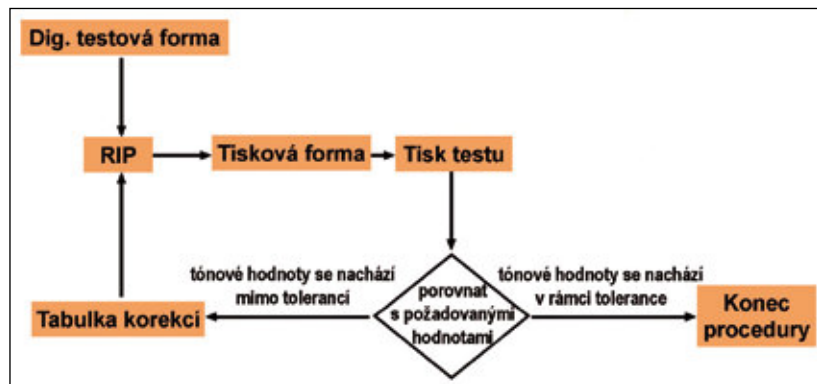 Dig. testová forma
RIP
Tisková forma
Tisk testu
tónové hodnoty se nachází
mimo tolerancí
porovnat
s požadovanými
hodnotami
tónové hodnoty se nachází
v rámci tolerance
Tabulka korekcí
Konec
procedury